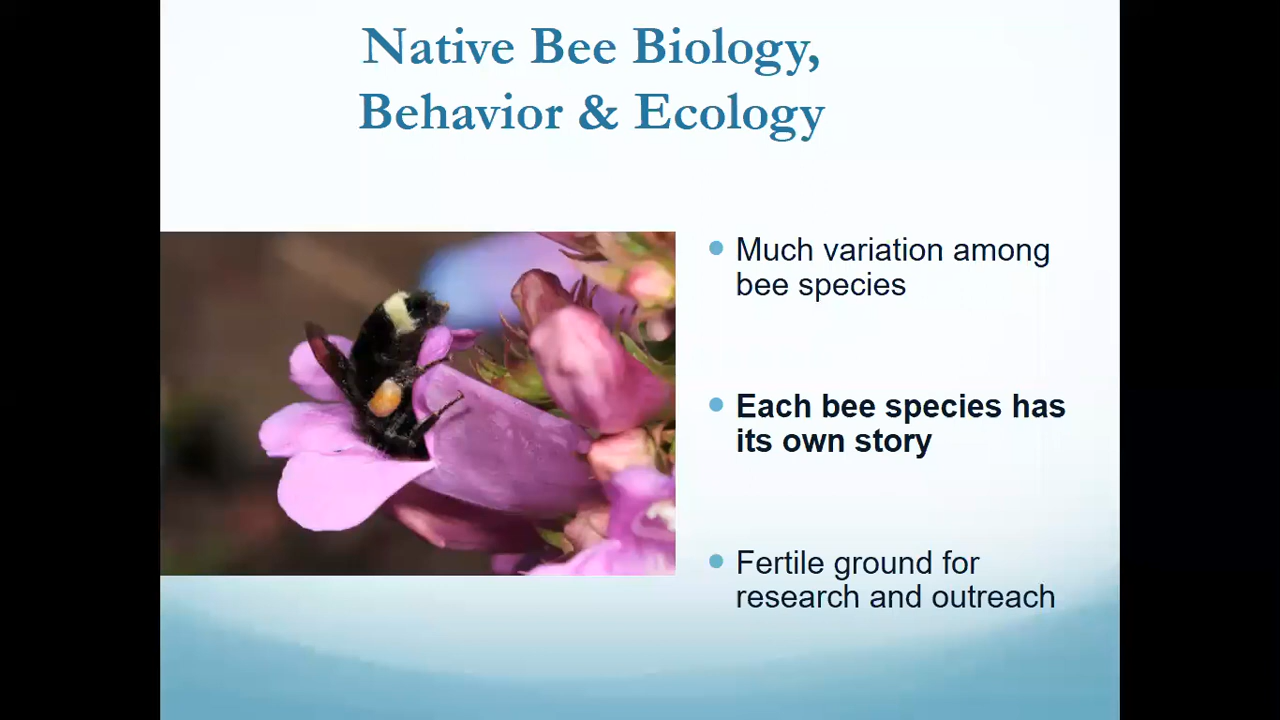 Native Bee Biology,
Behavior & Ecology
Much variation among
bee species
Each bee species has
its own story
Fertile ground for
research and outreach